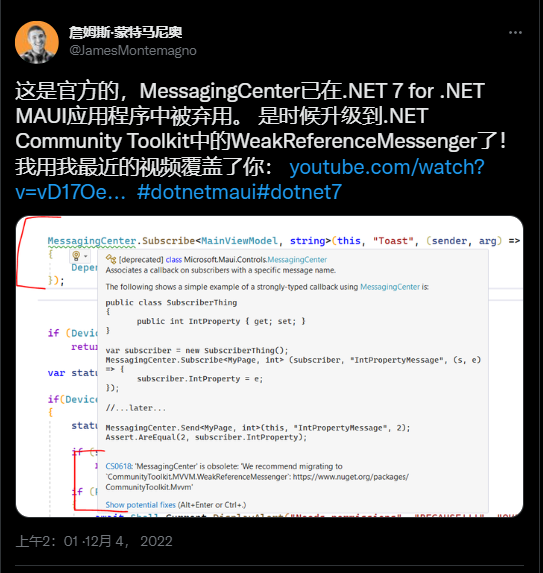 詹姆斯·蒙特马尼奥
@JamesMontemagno
这是官方的，MessagingCenter已在.NET 7 for .NET
MAUI应用程序中被弃用。 是时候升级到.NET
Community Toolkit中的WeakReferenceMessenger了！
我用我最近的视频覆盖了你： youtube.com/watch?
v=vD17Oe... #dotnetmaui#dotnet7
MessagingCenter.Subscribe<MainViewModel, string>(this, "Toast", (sender, arg) =>
{
Depe
});
[deprecated] class Microsoft.Maui.Controls.MessagingCenter
Associates a callback on subscribers with a specific message name.
The following shows a simple example of a strongly-typed callback using MessagingCenter is:
public class SubscriberThing
{
public int IntProperty { get; set; }
}
if (Devic
retur
var subscriber = new SubscriberThing();
MessagingCenter.Subscribe<MyPage, int> (subscriber, "IntPropertyMessage", (s, e)
=> {
var statu
subscriber.IntProperty = e;
});
if(Device
{
//...later...
statu
MessagingCenter.Send<MyPage, int>(this, "IntPropertyMessage", 2);
Assert.AreEqual(2, subscriber.IntProperty);
if (s
CS0618: 'MessagingCenter' is obsolete: 'We recommend migrating to
'CommunityToolkit.MVVM.WeakReferenceMessenger': https://www.nuget.org/packages/
CommunityToolkit.Mvvm'
if (P
Show potential fixes (Alt+Enter or Ctrl+.)
await Shell.Current.DisplayAlert("Needs permissions", "BECAUSE!!!", "OK"
上午2：01 ·12月 4， 2022